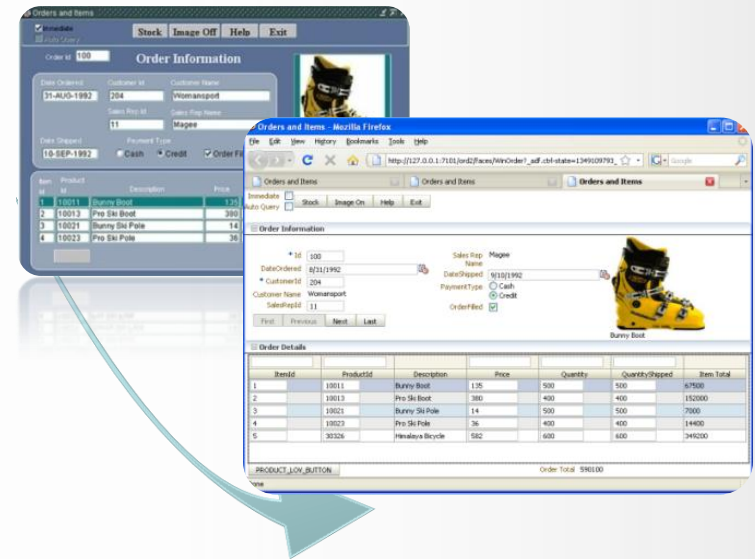 Orders and Items
Immediate
Auto Query
Stock Image Off Help Exit
Order Id 100 Order Information
Date Ordered Customer Id Customer Name
31-AUG-1992 204 Womansport
Sales Rep Id Sales Rep Name
11 Magee
Date Shipped Payment Type
10-SEP-1992 Cash Credit Order Fi
Item Id Product Id Description Price
1 10011 Bunny Boot 135
2 10013 Pro Ski Boot 380
3 10021 Bunny Ski Pole 14
4 10023 Pro Ski Pole 36
Orders and Items - Mozilla Firefox
File Edit View History Bookmarks Tools Help
Google
Orders and Items Orders and Items Orders and Items
Immediate
Auto Query Stock Image On Help Exit
Order Information
* Id 100 Sales Rep Name Magee
DateOrdered 8/31/1992 DateShipped 9/10/1992
* CustomerId 204 PaymentType Cash
Customer Name Womansport Credit
SalesRepId 11 OrderFilled
First Previous Next Last
Bunny Boot
Order Details
ItemId ProductId Description Price Quantity QuantityShipped Item Total
1 10011 Bunny Boot 135 500 500 67500
2 10013 Pro Ski Boot 380 400 400 152000
3 10021 Bunny Ski Pole 14 500 500 7000
4 10023 Pro Ski Pole 36 400 400 14400
5 30326 Himalaya Bicycle 582 600 600 349200
PRODUCT_LOV_BUTTON Order Total 590100